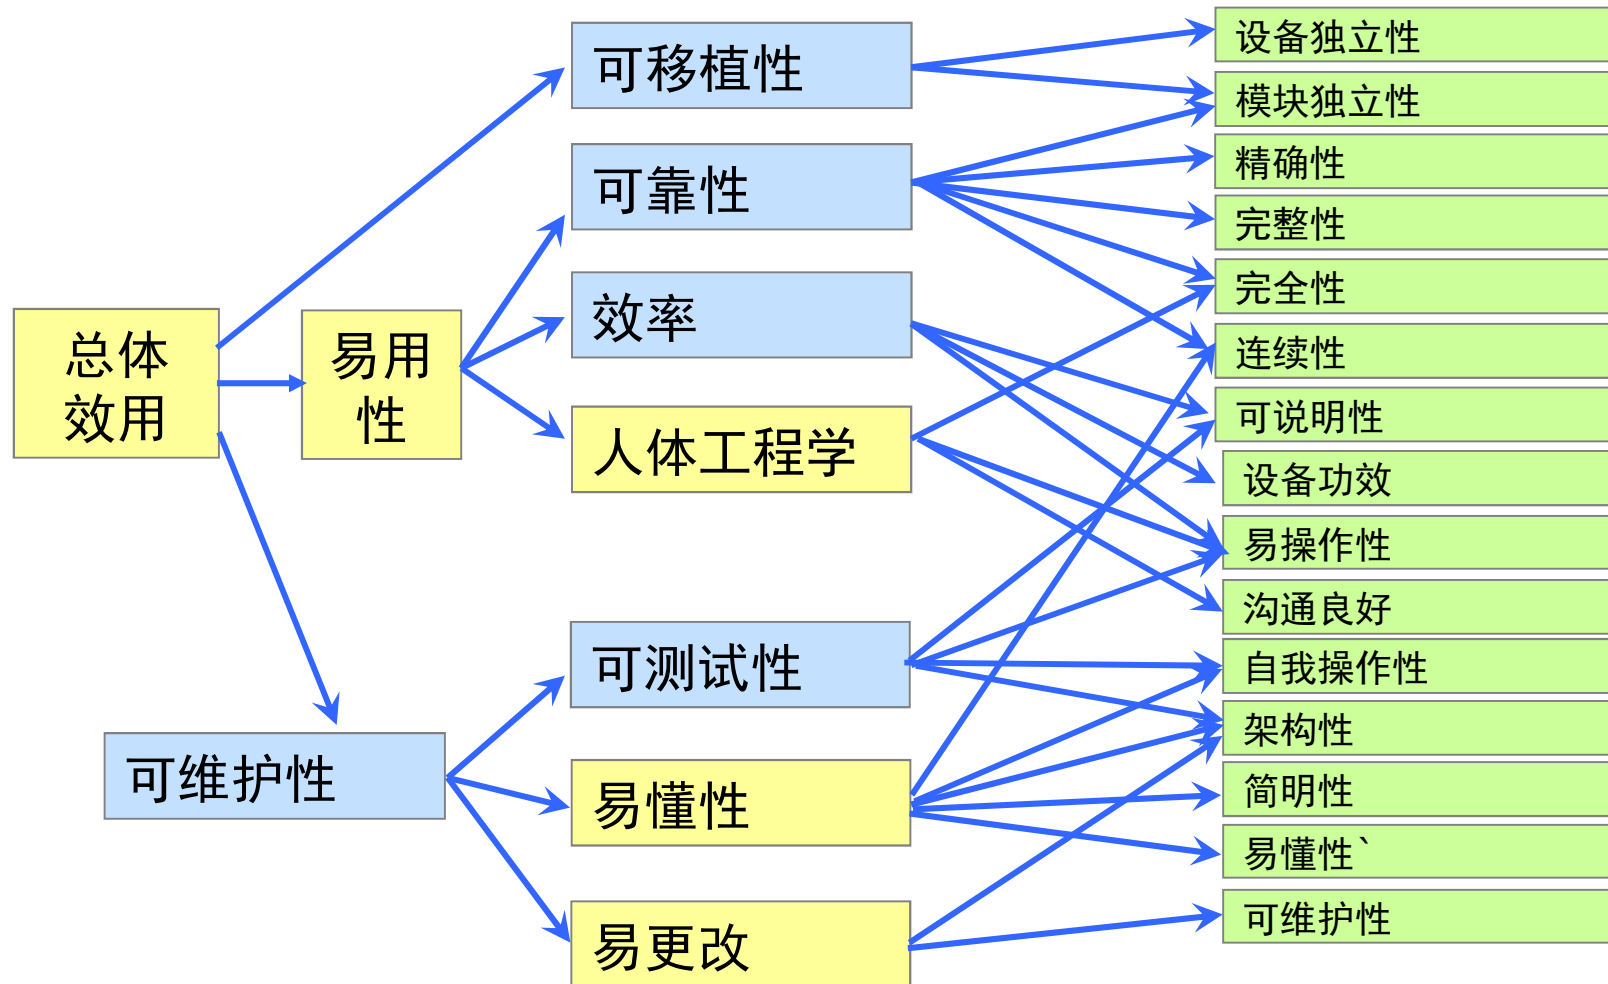 总体
效用
易用
性
可维护性
可移植性
可靠性
效率
人体工程学
可测试性
易懂性
易更改
设备独立性
模块独立性
精确性
完整性
完全性
连续性
可说明性
设备功效
易操作性
沟通良好
自我操作性
架构性
简明性
易懂性`
可维护性